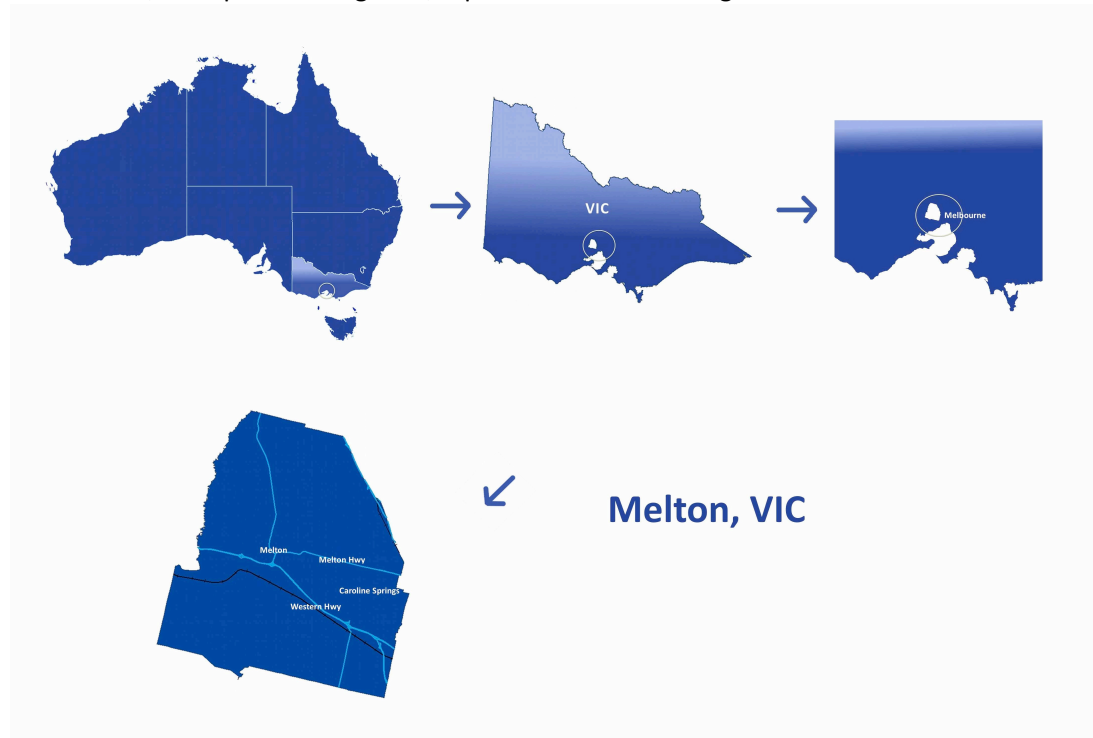 VIC
Melbourne
Melton, VIC
Melton
Melton Hwy
Caroline Springs
Western Hwy